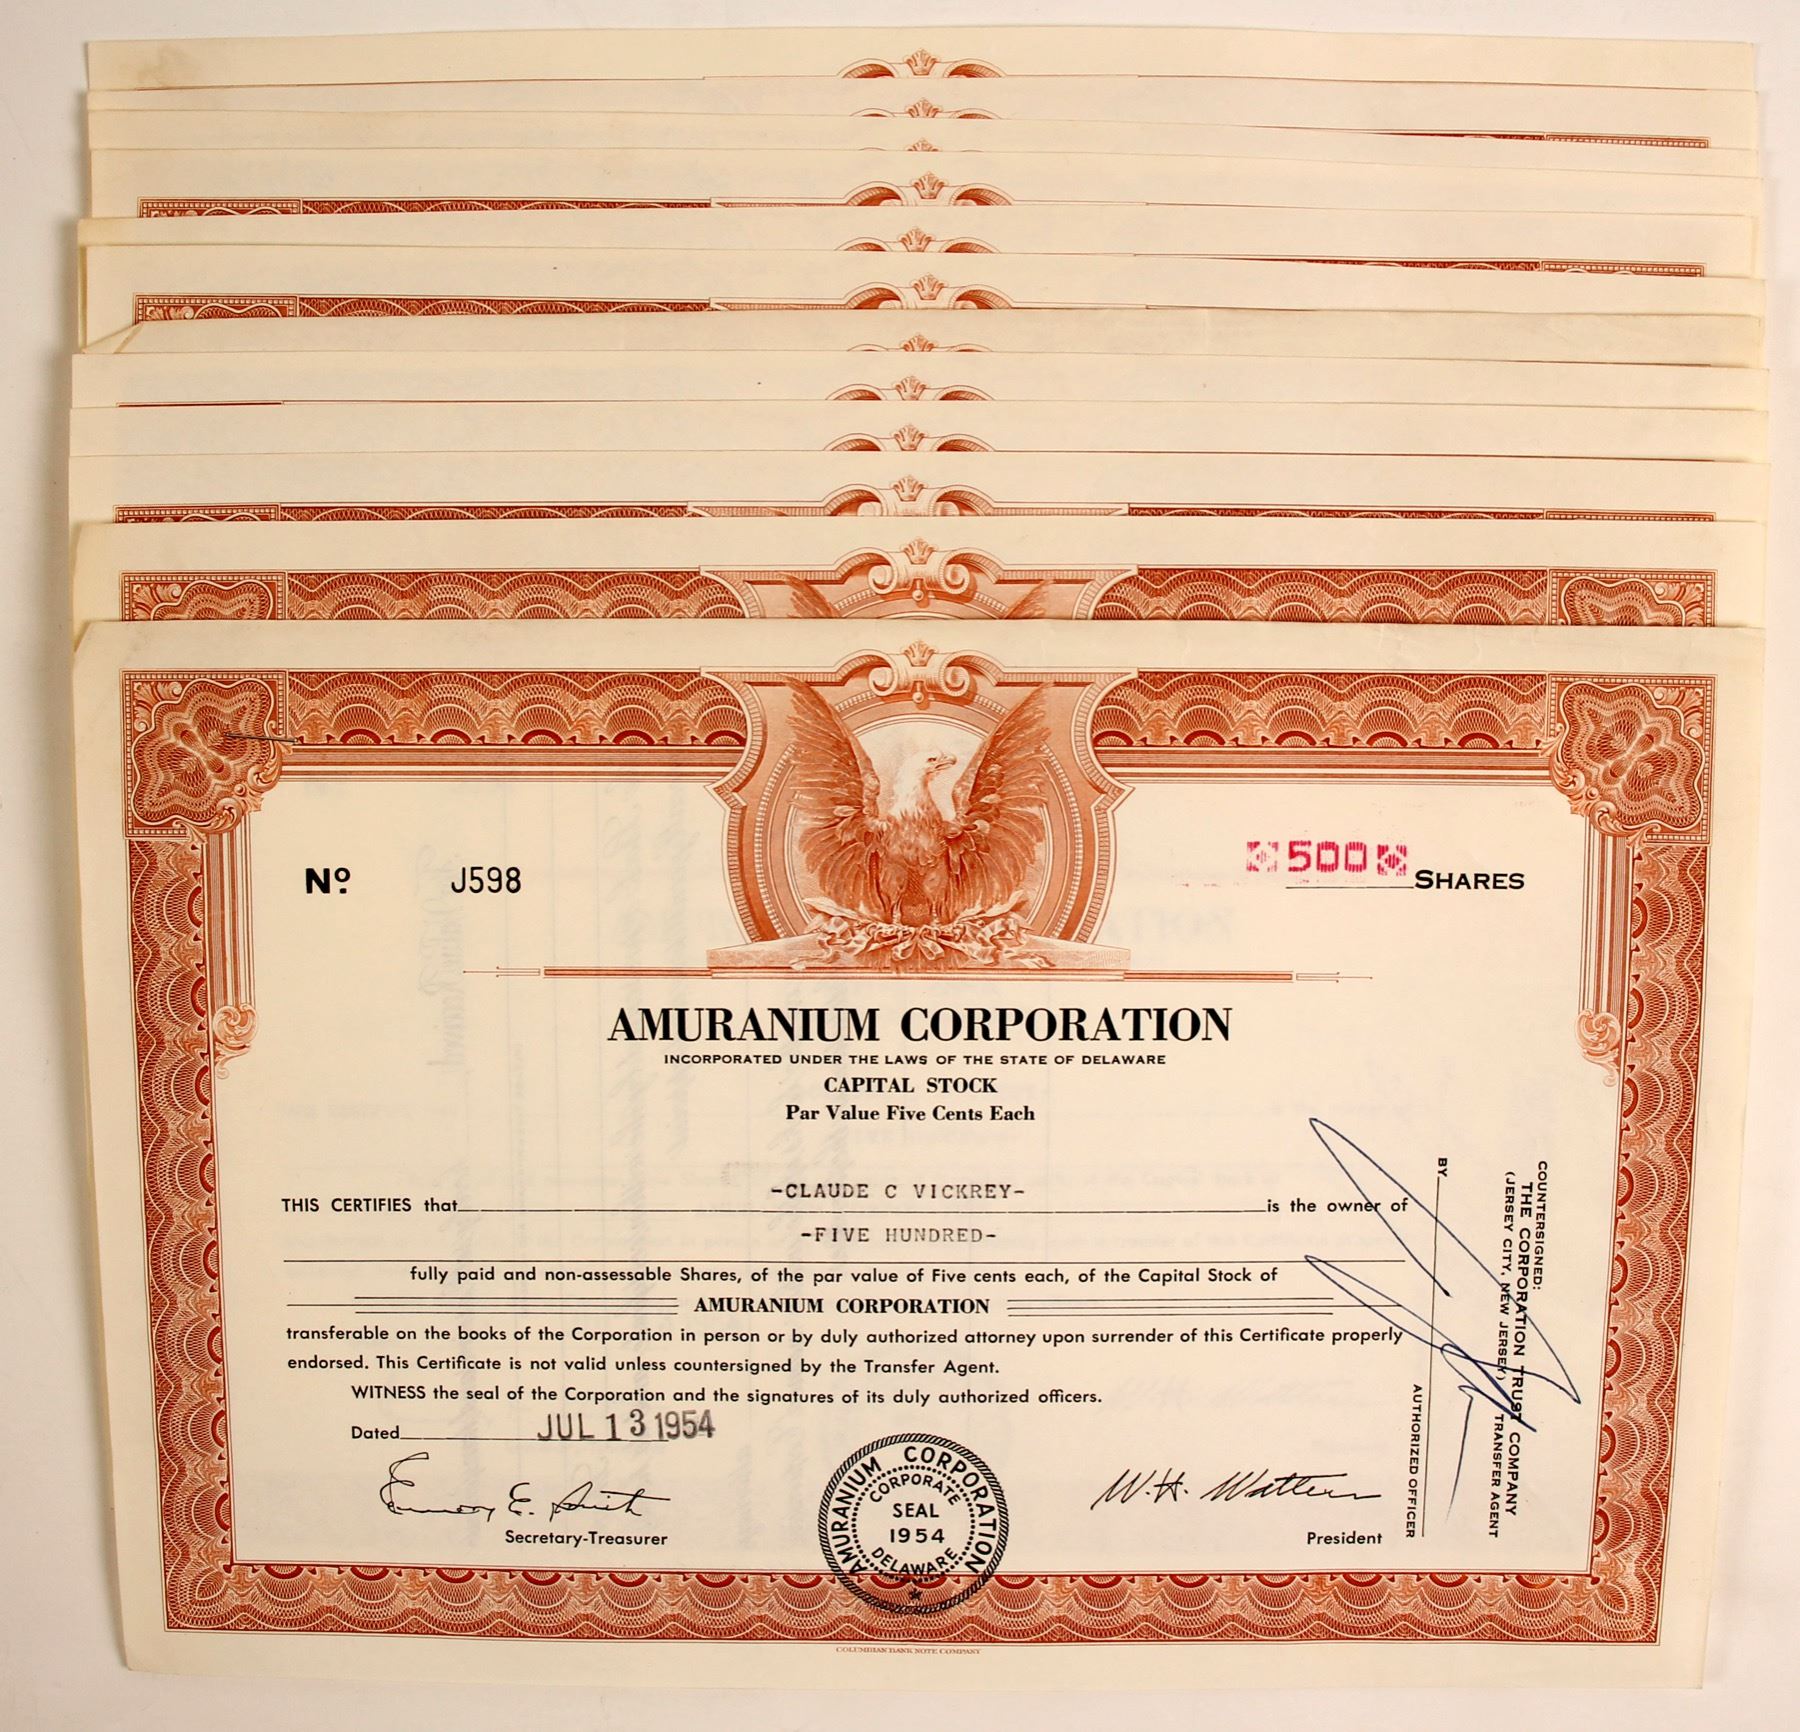 Nº J598
500 SHARES
AMURANIUM CORPORATION
INCORPORATED UNDER THE LAWS OF THE STATE OF DELAWARE
CAPITAL STOCK
Par Value Five Cents Each
THIS CERTIFIES that -CLAUDE C VICKREY- is the owner of
-FIVE HUNDRED-
fully paid and non-assessable Shares, of the par value of Five cents each, of the Capital Stock of
AMURANIUM CORPORATION
transferable on the books of the Corporation in person or by duly authorized attorney upon surrender of this Certificate properly
endorsed. This Certificate is not valid unless countersigned by the Transfer Agent.
WITNESS the seal of the Corporation and the signatures of its duly authorized officers.
Dated JUL 13 1954
Emory E. Smith
Secretary-Treasurer
AMURANIUM CORPORATION
CORPORATE
SEAL
1954
DELAWARE
W. H.
President
COUNTERSIGNED:
THE CORPORATION TRUST COMPANY
(JERSEY CITY, NEW JERSEY) TRANSFER AGENT
BY
AUTHORIZED OFFICER
COLUMBIAN BANK NOTE COMPANY